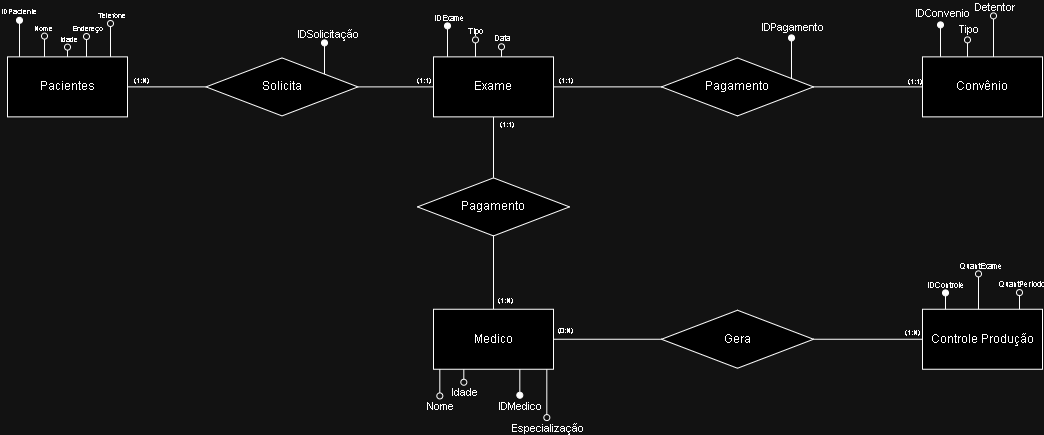 IDPaciente
Nome
Idade
Endereço
Telefone
Pacientes
(1:N)
IDSolicitação
Solicita
(1:1)
IDExame
Tipo
Data
Exame
(1:1)
IDPagamento
Pagamento
(1:1)
IDConvenio
Tipo
Detentor
Convênio
(1:1)
Pagamento
(1:N)
Medico
Nome
Idade
IDMedico
Especialização
(0:N)
Gera
(1:N)
IDControle
QuantExame
QuantPeriodo
Controle Produção